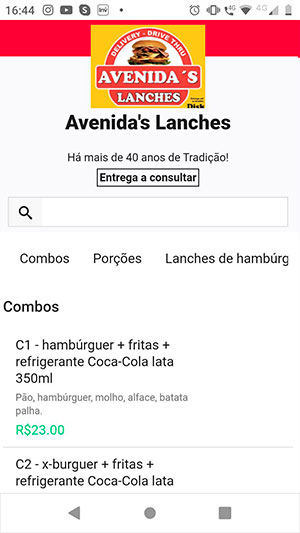 16:44
4G
4G
DELIVERY - DRIVE THRU
AVENIDA´S
LANCHES
Disk
Avenida's Lanches
Há mais de 40 anos de Tradição!
Entrega a consultar
Combos Porções Lanches de hambúrg
Combos
C1 - hambúrguer + fritas +
refrigerante Coca-Cola lata
350ml
Pão, hambúrguer, molho, alface, batata
palha.
R$23.00
C2 - x-burguer + fritas +
refrigerante Coca-Cola lata